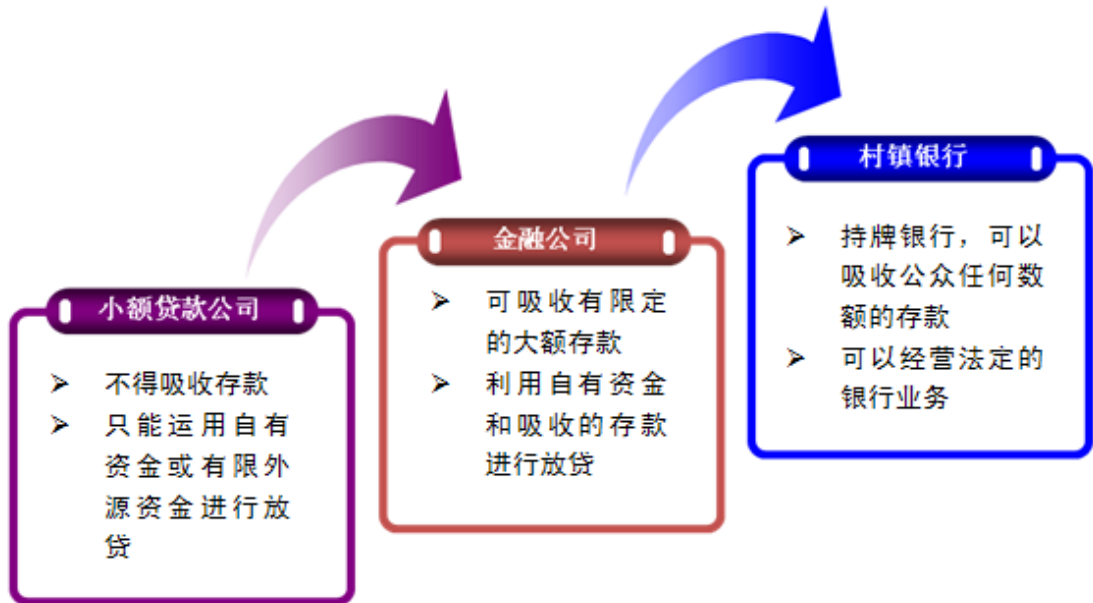 小额贷款公司
➢ 不得吸收存款
➢ 只能运用自有
资金或有限外
源资金进行放
贷
金融公司
➢ 可吸收有限定
的大额存款
➢ 利用自有资金
和吸收的存款
进行放贷
村镇银行
➢ 持牌银行，可以
吸收公众任何数
额的存款
➢ 可以经营法定的
银行业务